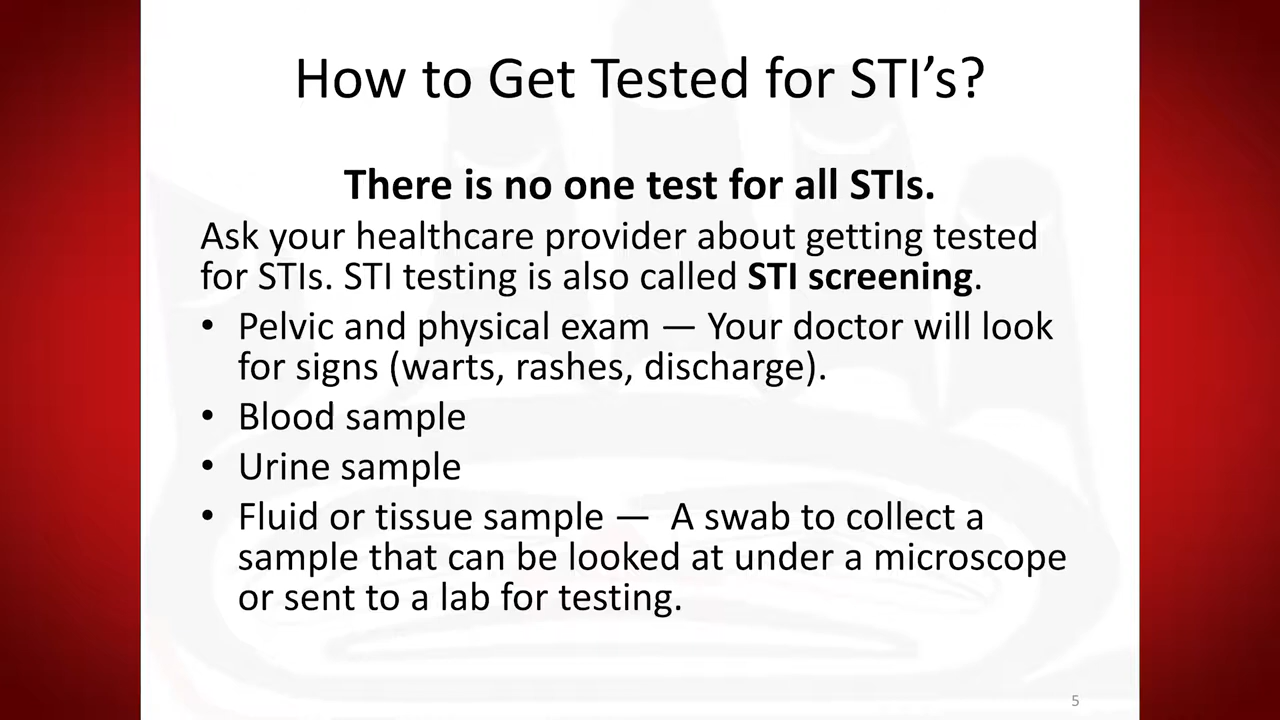 How to Get Tested for STI’s?
There is no one test for all STIs.
Ask your healthcare provider about getting tested
for STIs. STI testing is also called STI screening.
• Pelvic and physical exam — Your doctor will look
for signs (warts, rashes, discharge).
• Blood sample
• Urine sample
• Fluid or tissue sample —  A swab to collect a
sample that can be looked at under a microscope
or sent to a lab for testing.
5